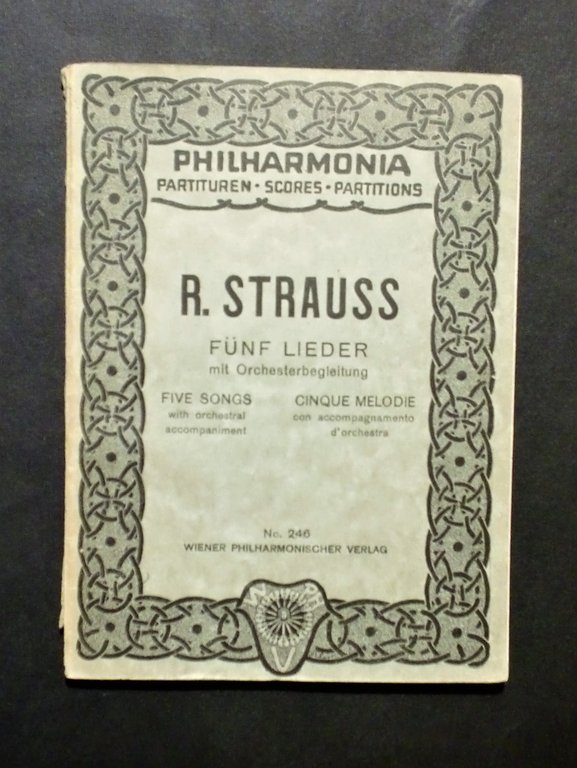 PHILHARMONIA
PARTITUREN • SCORES • PARTITIONS
R. STRAUSS
FÜNF LIEDER
mit Orchesterbegleitung
FIVE SONGS
with orchestral
accompaniment
CINQUE MELODIE
con accompagnamento
d'orchestra
No. 246
WIENER PHILHARMONISCHER VERLAG
W
PH
V